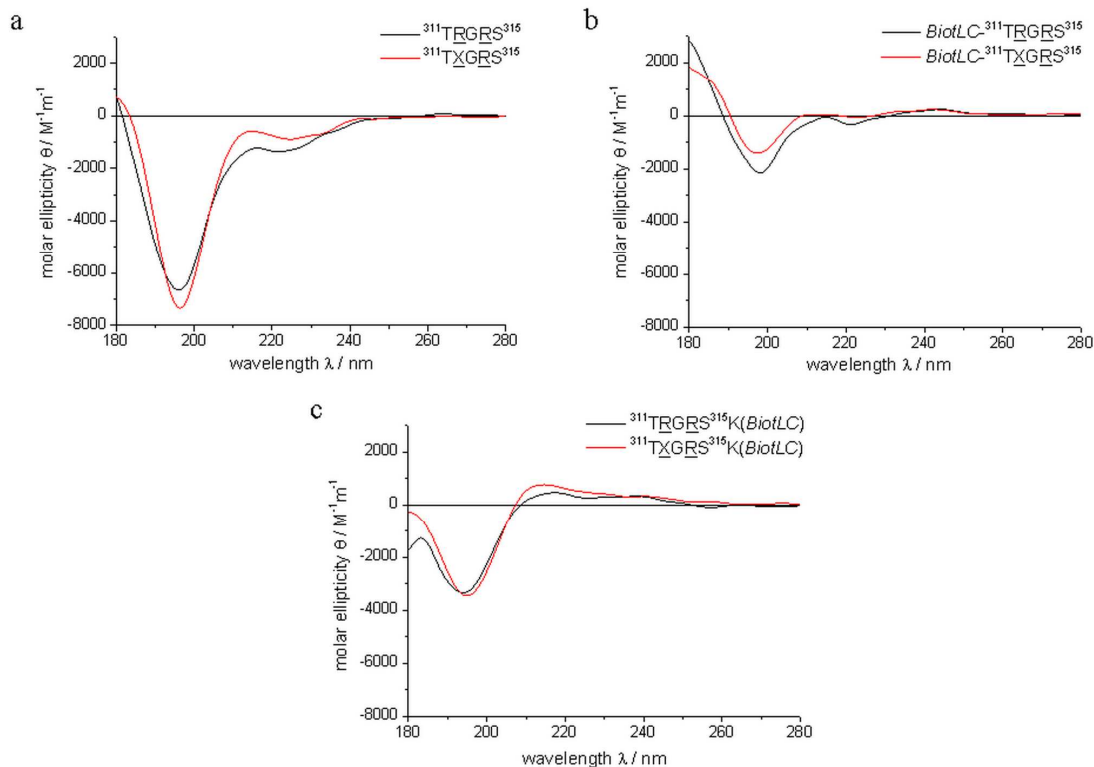 a
³¹¹TRGRS³¹⁵
³¹¹TXGRS³¹⁵
2000
0
-2000
-4000
-6000
-8000
molar ellipticity θ / M⁻¹m⁻¹
180 200 220 240 260 280
wavelength λ / nm
b
BiotLC-³¹¹TRGRS³¹⁵
BiotLC-³¹¹TXGRS³¹⁵
2000
0
-2000
-4000
-6000
-8000
molar ellipticity θ / M⁻¹m⁻¹
180 200 220 240 260 280
wavelength λ / nm
c
³¹¹TRGRS³¹⁵K(BiotLC)
³¹¹TXGRS³¹⁵K(BiotLC)
2000
0
-2000
-4000
-6000
-8000
molar ellipticity θ / M⁻¹m⁻¹
180 200 220 240 260 280
wavelength λ / nm